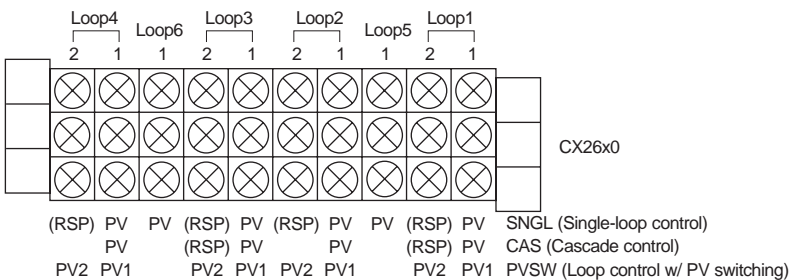 Loop4 Loop6 Loop3 Loop2 Loop5 Loop1
2 1 1 2 1 2 1 1 2 1
CX26x0
(RSP) PV PV (RSP) PV (RSP) PV PV (RSP) PV SNGL (Single-loop control)
PV (RSP) PV PV (RSP) PV CAS (Cascade control)
PV2 PV1 PV2 PV1 PV2 PV1 PV2 PV1 PVSW (Loop control w/ PV switching)